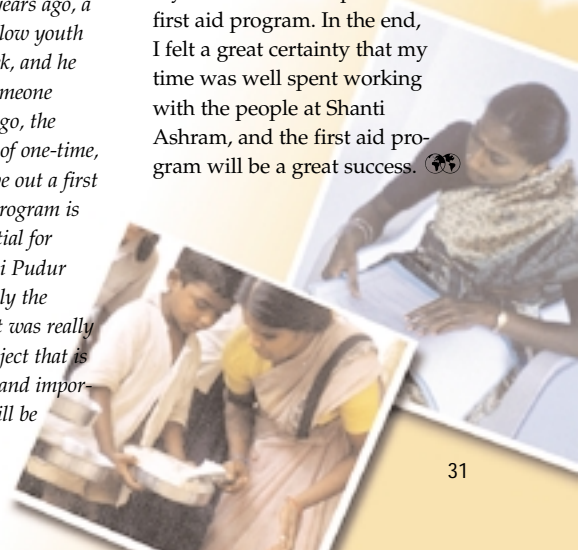 years ago, a
low youth
k, and he
meone
go, the
of one-time,
e out a first
rogram is
tial for
i Pudur
ly the
t was really
ject that is
and impor-
ill be
first aid program. In the end,
I felt a great certainty that my
time was well spent working
with the people at Shanti
Ashram, and the first aid pro-
gram will be a great success.
31